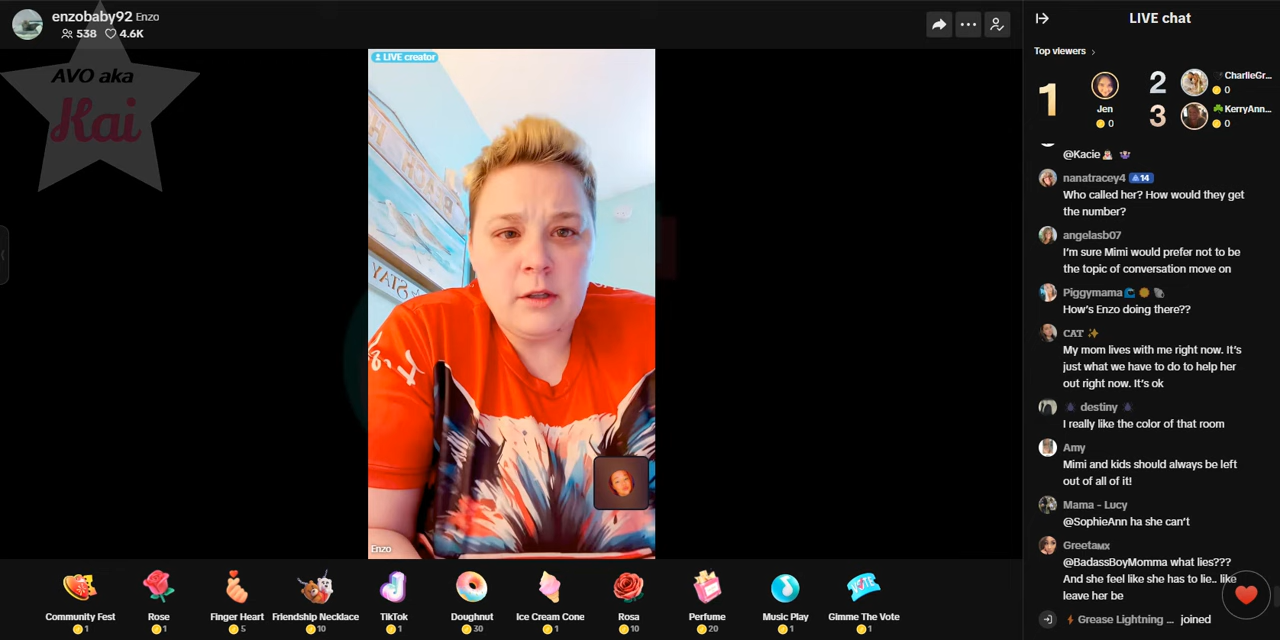 enzobaby92 Enzo
538 4.6K
AVO aka
Kai
LIVE creator
STAY
Enzo
LIVE chat
Top viewers
1
Jen
0
2
CharlieGr...
0
3
KerryAnn...
0
@Kacie
nanatracey4 14
Who called her? How would they get
the number?
angelasb07
I'm sure Mimi would prefer not to be
the topic of conversation move on
Piggymama
How's Enzo doing there??
CAT
My mom lives with me right now. It's
just what we have to do to help her
out right now. It's ok
destiny
I really like the color of that room
Amy
Mimi and kids should always be left
out of all of it!
Mama - Lucy
@SophieAnn ha she can't
Greetamx
@BadassBoyMomma what lies???
And she feel like she has to lie.. like
leave her be
Grease Lightning ... joined
Community Fest
1
Rose
1
Finger Heart
5
Friendship Necklace
10
TikTok
1
Doughnut
30
Ice Cream Cone
1
Rosa
10
Perfume
20
Music Play
1
Gimme The Vote
1